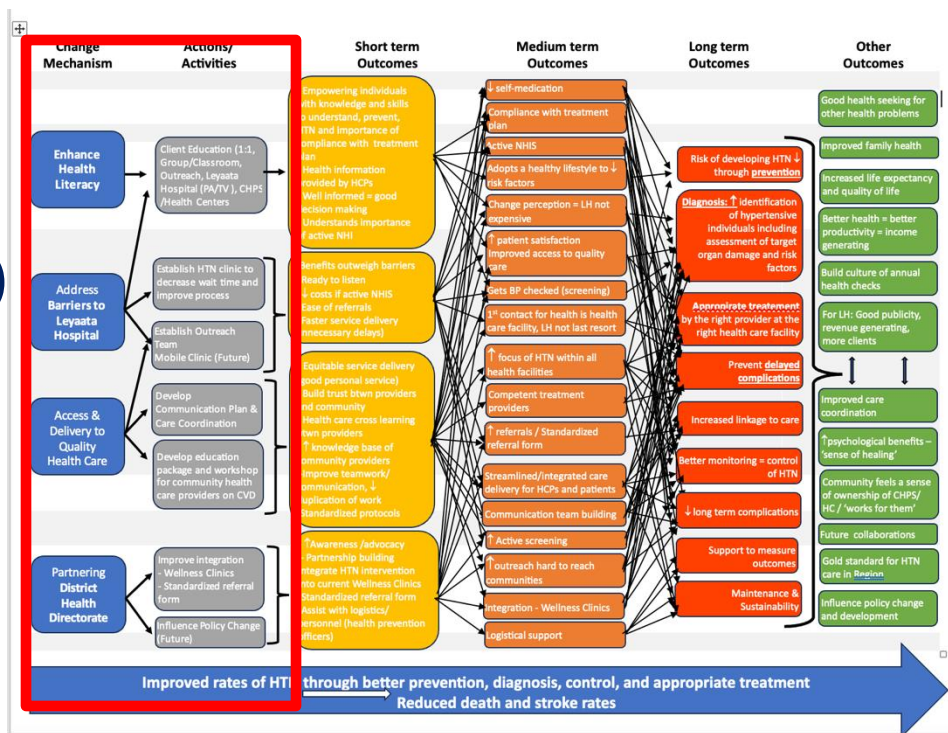 Change
Mechanism
Actions/
Activities
Short term
Outcomes
Medium term
Outcomes
Long term
Outcomes
Other
Outcomes
Enhance
Health
Literacy
Address
Barriers to
Leyaata
Hospital
Access &
Delivery to
Quality
Health Care
Partnering
District
Health
Directorate
Client Education (1:1,
Group/Classroom,
Outreach, Leyaata
Hospital (PA/TV ), CHPS
/Health Centers
Establish HTN clinic to
decrease wait time and
improve process
Establish Outreach
Team
Mobile Clinic (Future)
Develop
Communication Plan &
Care Coordination
Develop education
package and workshop
for community health
care providers on CVD
Improve integration
- Wellness Clinics
- Standardized referral
form
Influence Policy Change
(Future)
Empowering individuals
with knowledge and skills
to understand, prevent,
HTN and importance of
compliance with treatment
plan
Health information
provided by HCPs
Well informed = good
decision making
Understands importance
of active NHI
Benefits outweigh barriers
Ready to listen
↓ costs if active NHIS
Ease of referrals
Faster service delivery
unnecessary delays)
Equitable service delivery
good personal service)
Build trust btwn providers
and community
Health care cross learning
btwn providers
↑ knowledge base of
community providers
Improve teamwork/
communication, ↓
duplication of work
Standardized protocols
↑Awareness /advocacy
- Partnership building
Integrate HTN intervention
into current Wellness Clinics
Standardized referral form
Assist with logistics/
personnel (health prevention
officers)
↓ self-medication
Compliance with treatment
plan
Active NHIS
Adopts a healthy lifestyle to ↓
risk factors
Change perception = LH not
expensive
↑ patient satisfaction
Improved access to quality
care
Gets BP checked (screening)
1st contact for health is health
care facility, LH not last resort
↑ focus of HTN within all
health facilities
Competent treatment
providers
↑ referrals / Standardized
referral form
Streamlined/integrated care
delivery for HCPs and patients
Communication team building
↑ Active screening
↑outreach hard to reach
communities
Integration - Wellness Clinics
Logistical support
Risk of developing HTN ↓
through prevention
Diagnosis: ↑ identification
of hypertensive
individuals including
assessment of target
organ damage and risk
factors
Appropriate treatement
by the right provider at the
right health care facility
Prevent delayed
complications
Increased linkage to care
Better monitoring = control
of HTN
↓ long term complications
Support to measure
outcomes
Maintenance &
Sustainability
Good health seeking for
other health problems
Improved family health
Increased life expectancy
and quality of life
Better health = better
productivity = income
generating
Build culture of annual
health checks
For LH: Good publicity,
revenue generating,
more clients
Improved care
coordination
↑psychological benefits –
'sense of healing'
Community feels a sense
of ownership of CHPS/
HC / 'works for them'
Future collaborations
Gold standard for HTN
care in Region
Influence policy change
and development
Improved rates of HTN through better prevention, diagnosis, control, and appropriate treatment
Reduced death and stroke rates